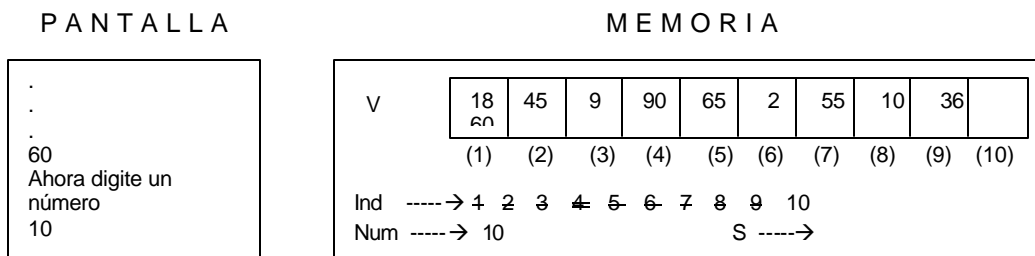 P A N T A L L A
M E M O R I A
.
.
.
60
Ahora digite un
número
10
V 18 45 9 90 65 2 55 10 36
60
(1) (2) (3) (4) (5) (6) (7) (8) (9) (10)
Ind -----→ 1 2 3 4 5 6 7 8 9 10
Num -----→ 10 S -----→